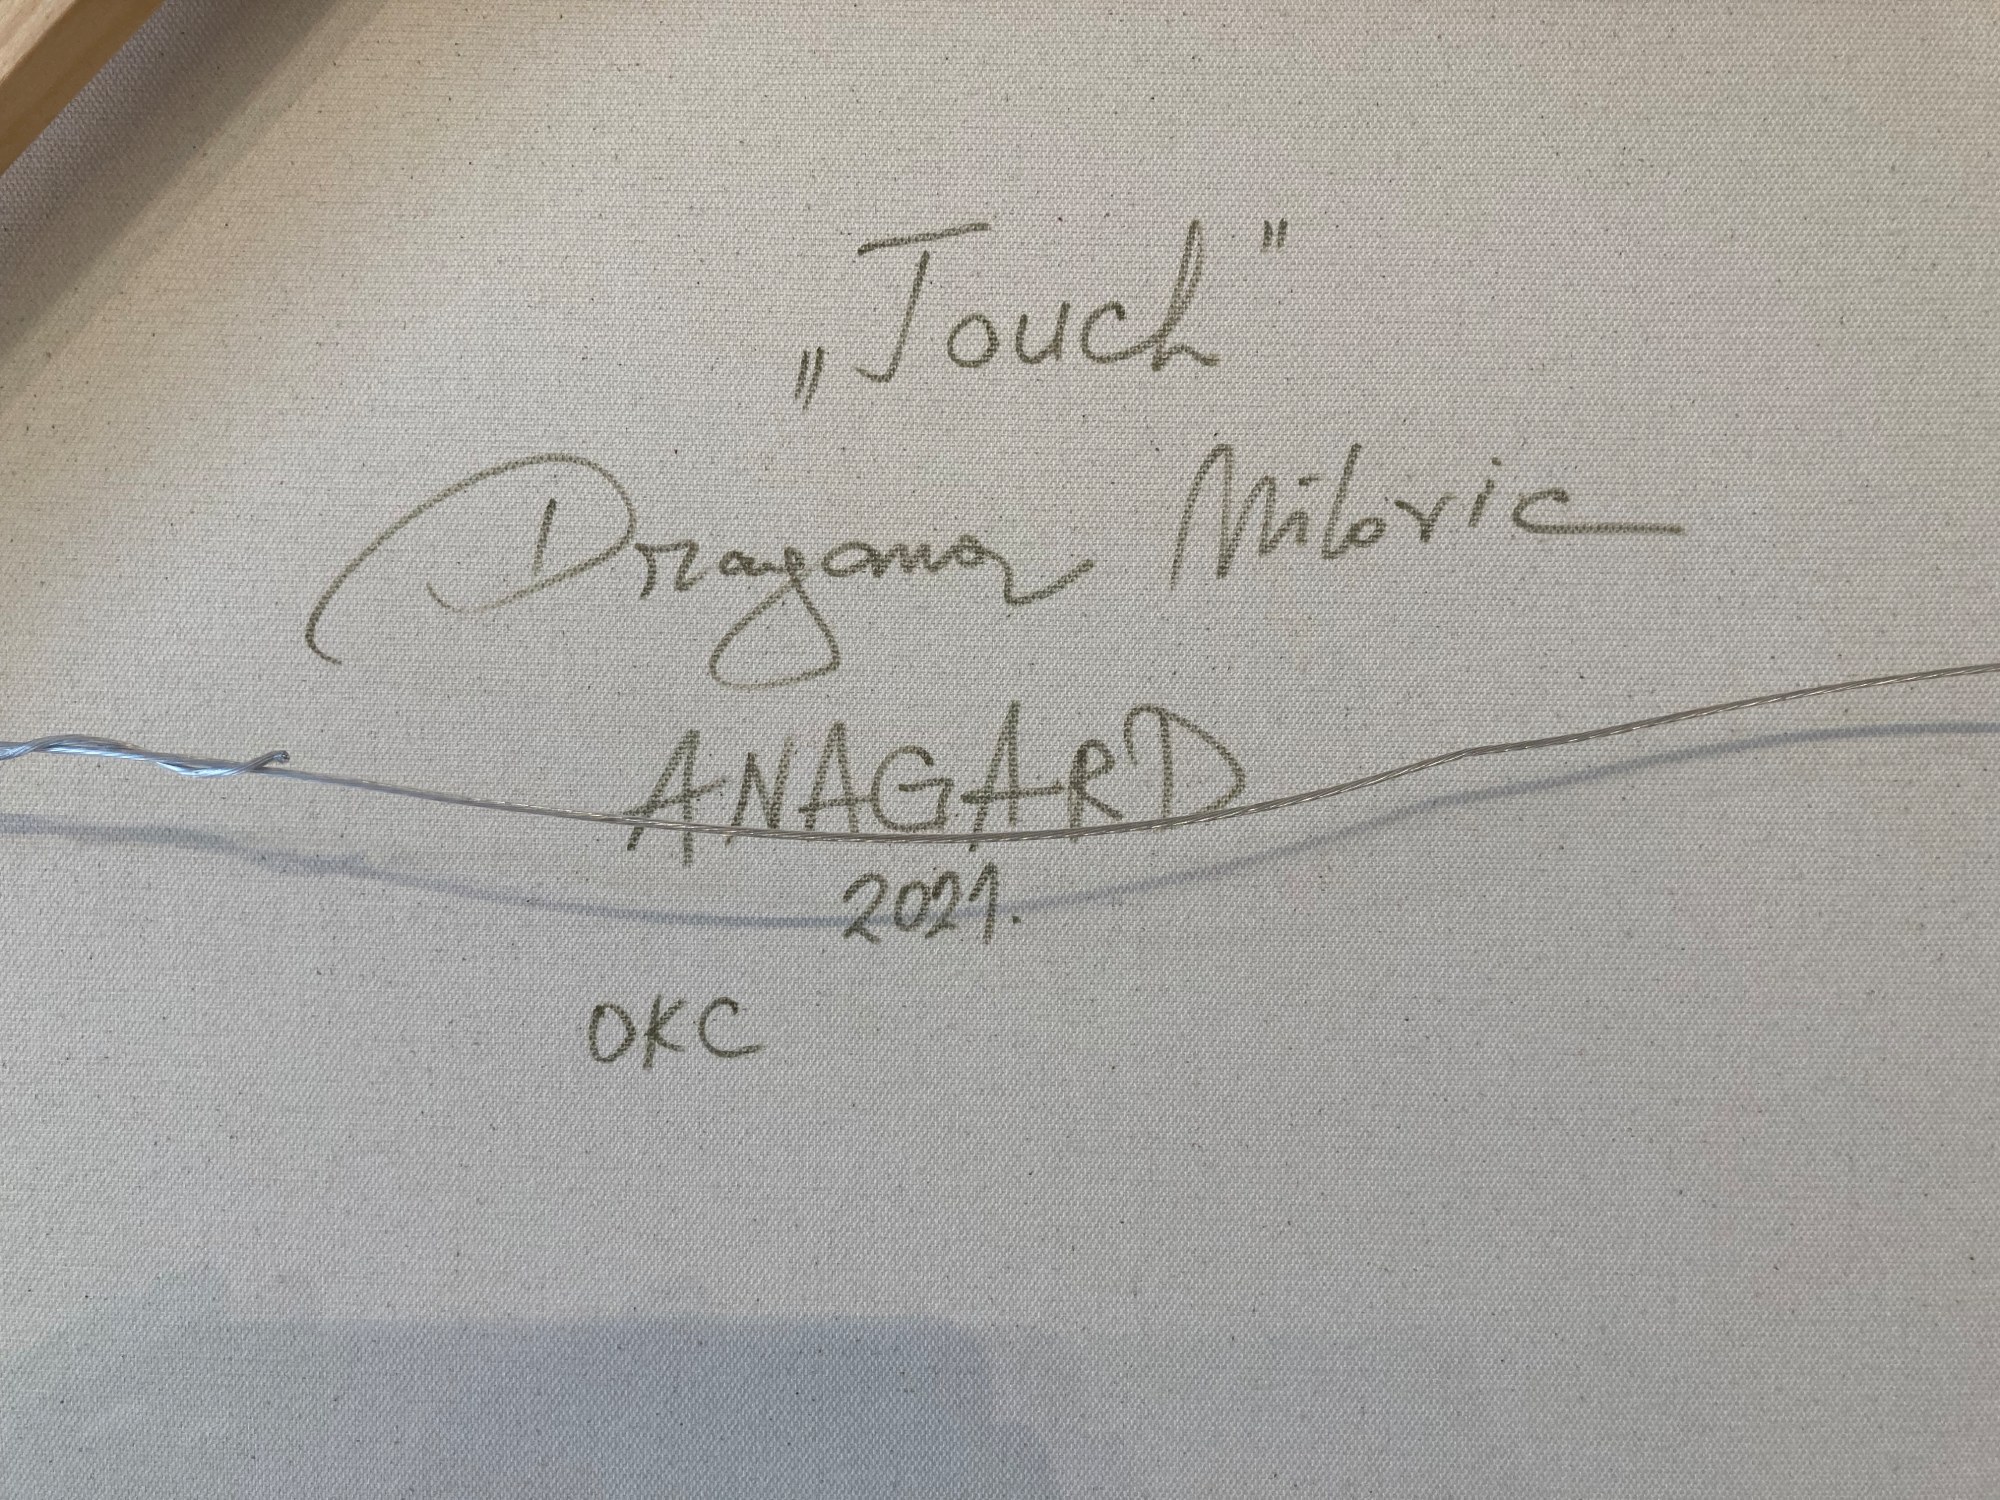 „Touch"
Dragana Milovic
ANAGARD
2021.
OKC